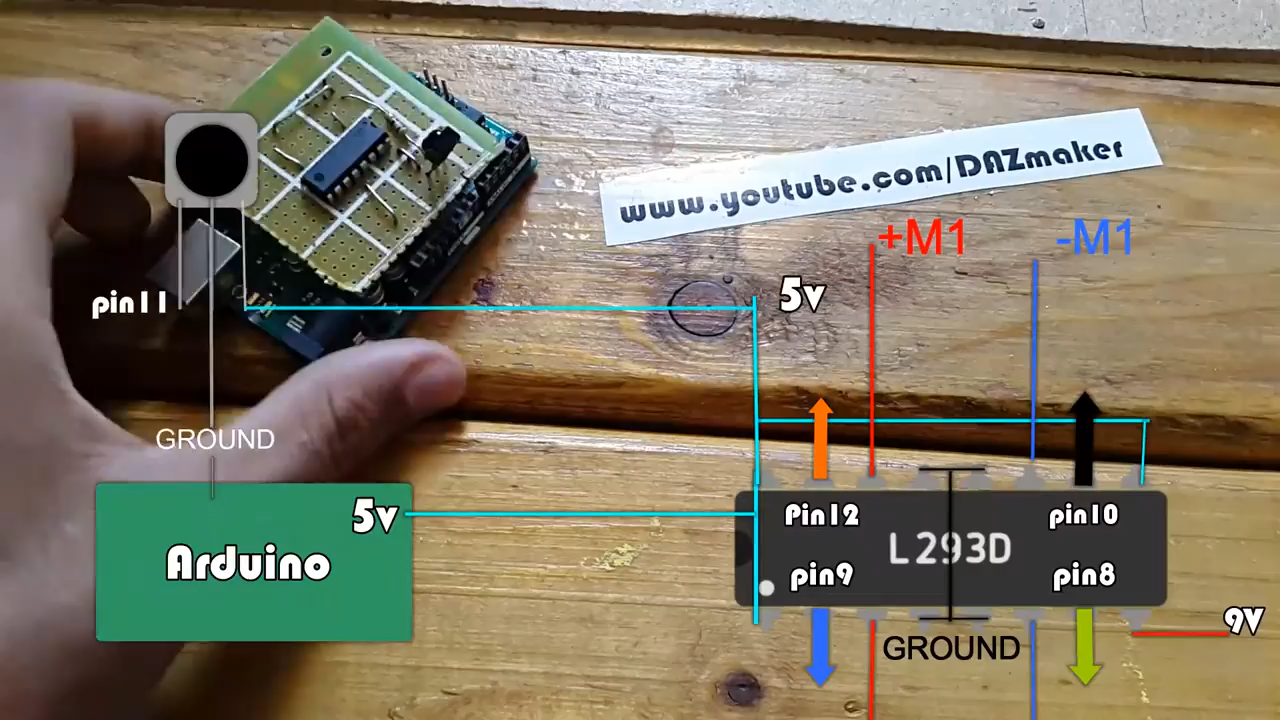 www.youtube.com/DAZmaker
+M1
-M1
5v
pin11
GROUND
5v
Arduino
Pin12
pin10
L293D
pin9
pin8
9V
GROUND